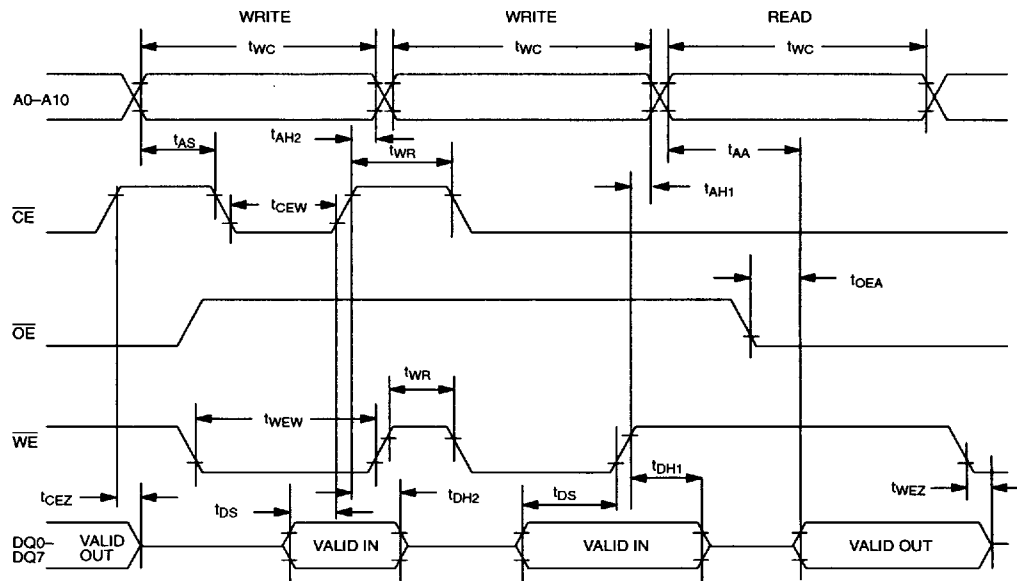 WRITE WRITE READ
tWC tWC tWC
A0–A10
tAS tAH2 tWR tAA
tAH1
CE tCEW
tOEA
OE
tWR
tWEW
WE
tCEZ tDS tDH2 tDS tDH1 tWEZ
DQ0–
DQ7
VALID
OUT
VALID IN VALID IN VALID OUT